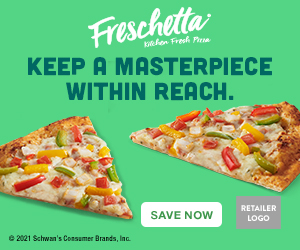 Freschetta
Kitchen Fresh Pizza
KEEP A MASTERPIECE
WITHIN REACH.
SAVE NOW
RETAILER
LOGO
© 2021 Schwan's Consumer Brands, Inc.